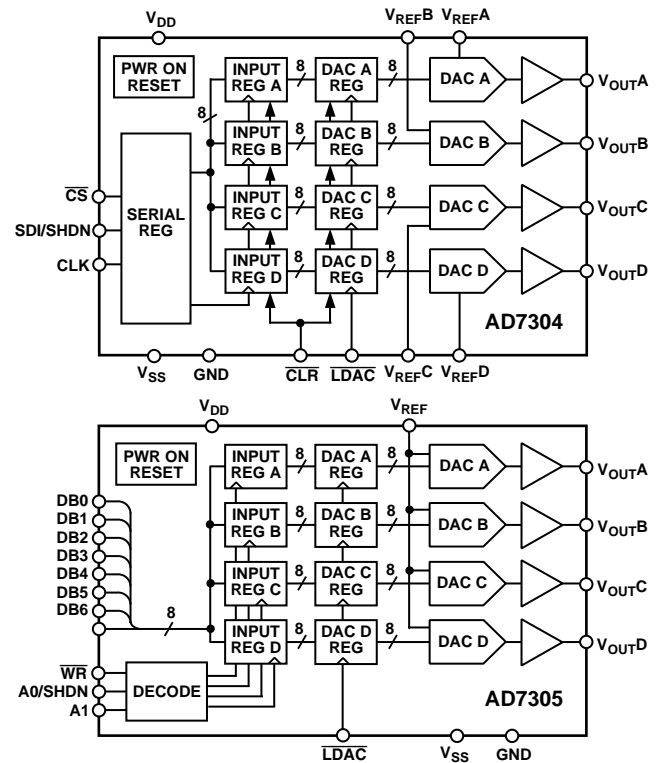 VDD
VREFB
VREFA
PWR ON
RESET
8
INPUT
REG A
8
DAC A
REG
8
DAC A
VOUTA
INPUT
REG B
8
DAC B
REG
8
DAC B
VOUTB
CS
SDI/SHDN
CLK
SERIAL
REG
INPUT
REG C
8
DAC C
REG
8
DAC C
VOUTC
INPUT
REG D
8
DAC D
REG
8
DAC D
VOUTD
AD7304
VSS
GND
CLR
LDAC
VREFC
VREFD
VDD
VREF
PWR ON
RESET
INPUT
REG A
8
DAC A
REG
8
DAC A
VOUTA
DB0
DB1
DB2
DB3
DB4
DB5
DB6
8
INPUT
REG B
8
DAC B
REG
8
DAC B
VOUTB
INPUT
REG C
8
DAC C
REG
8
DAC C
VOUTC
INPUT
REG D
8
DAC D
REG
8
DAC D
VOUTD
WR
A0/SHDN
A1
DECODE
AD7305
LDAC
VSS
GND